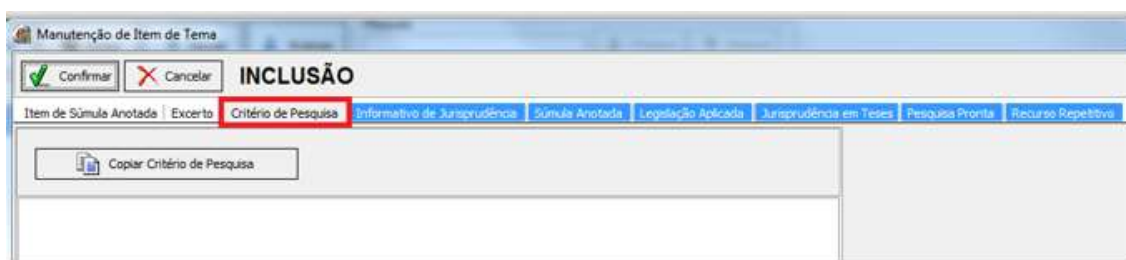 Manutenção de Item de Tema
Confirmar Cancelar INCLUSÃO
Item de Súmula Anotada Excerto Critério de Pesquisa Informativo de Jurisprudência Súmula Anotada Legislação Aplicada Jurisprudência em Teses Pesquisa Pronta Recurso Repetitivo
Copiar Critério de Pesquisa